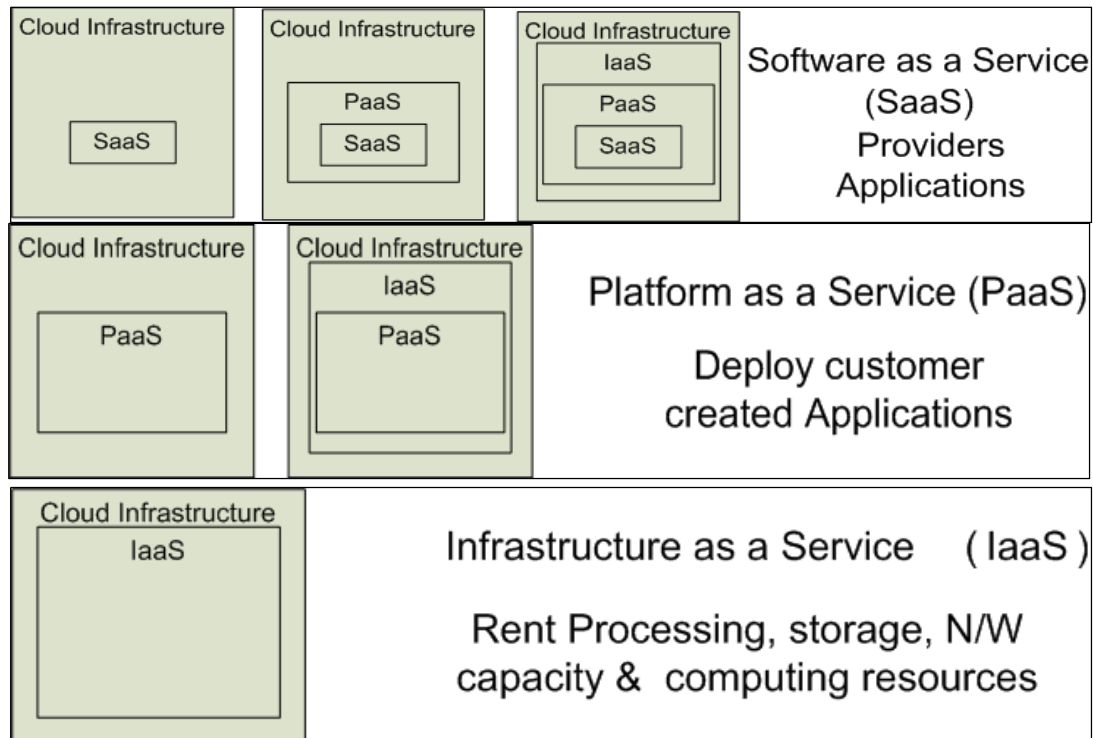 Cloud Infrastructure
SaaS
Cloud Infrastructure
PaaS
SaaS
Cloud Infrastructure
IaaS
PaaS
SaaS
Software as a Service
(SaaS)
Providers
Applications
Cloud Infrastructure
PaaS
Cloud Infrastructure
IaaS
PaaS
Platform as a Service (PaaS)
Deploy customer
created Applications
Cloud Infrastructure
IaaS
Infrastructure as a Service ( IaaS )
Rent Processing, storage, N/W
capacity & computing resources